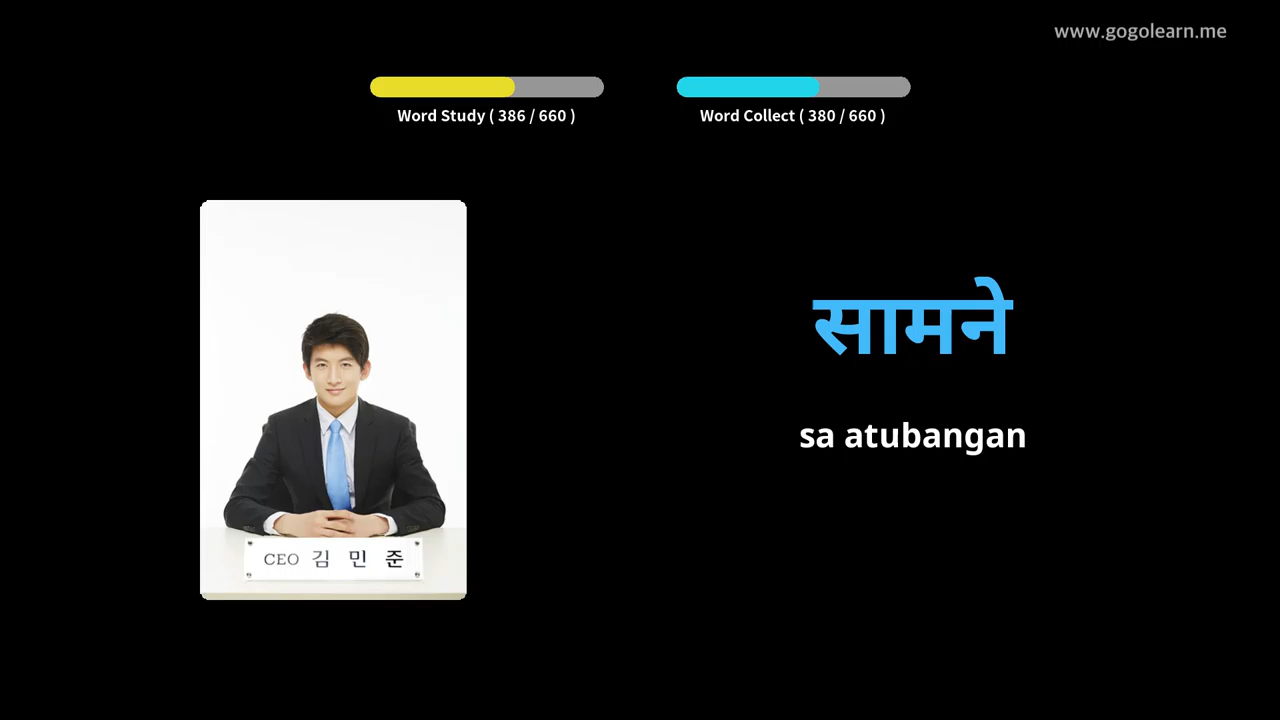 www.gogolearn.me
Word Study ( 386 / 660 )
Word Collect ( 380 / 660 )
सामने
sa atubangan
CEO 김 민 준